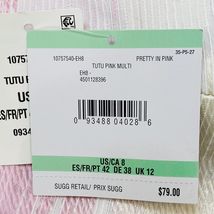 10757540-
TUTU P
US
ES/FR/PT
0934
35-P5-27
10757540-EH8 PRETTY IN PINK
TUTU PINK MULTI
EH8 -
4501128396
0 93488 04028 6
US/CA 8
ES/FR/PT 42 DE 38 UK 12
SUGG RETAIL/ PRIX SUGG $79.00